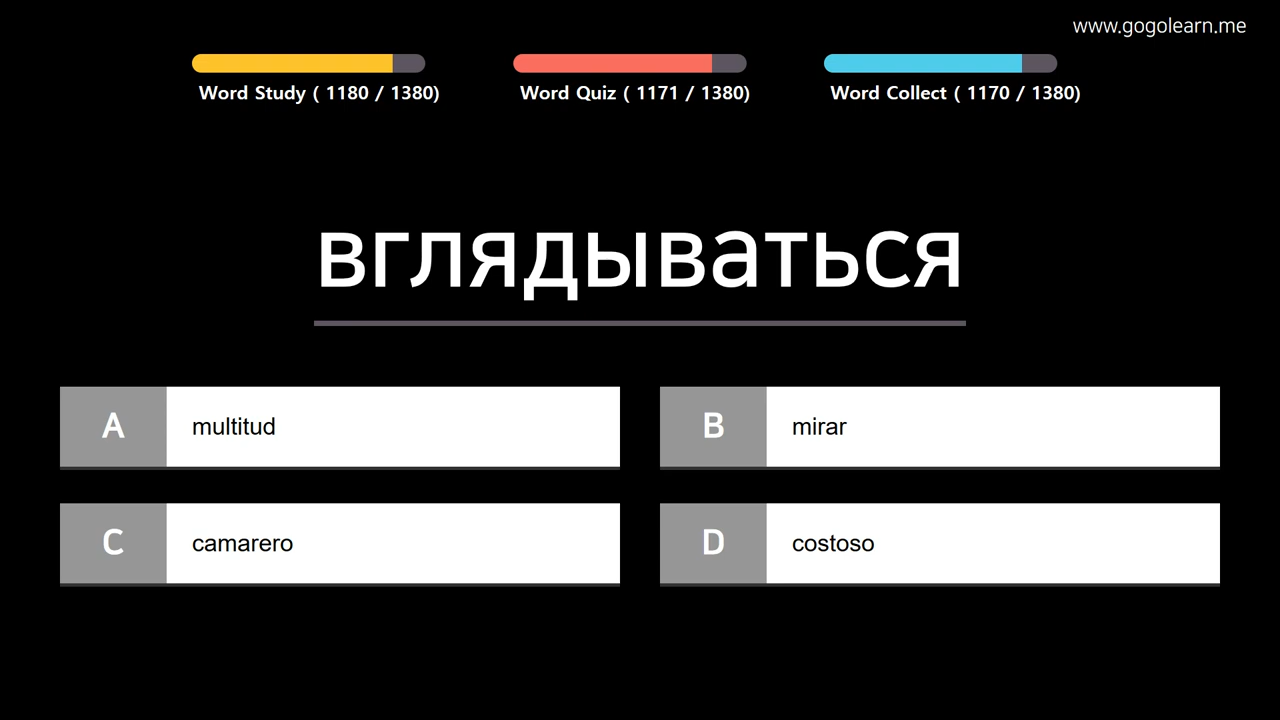 www.gogolearn.me
Word Study ( 1180 / 1380)
Word Quiz ( 1171 / 1380)
Word Collect ( 1170 / 1380)
вглядываться
A multitud
B mirar
C camarero
D costoso